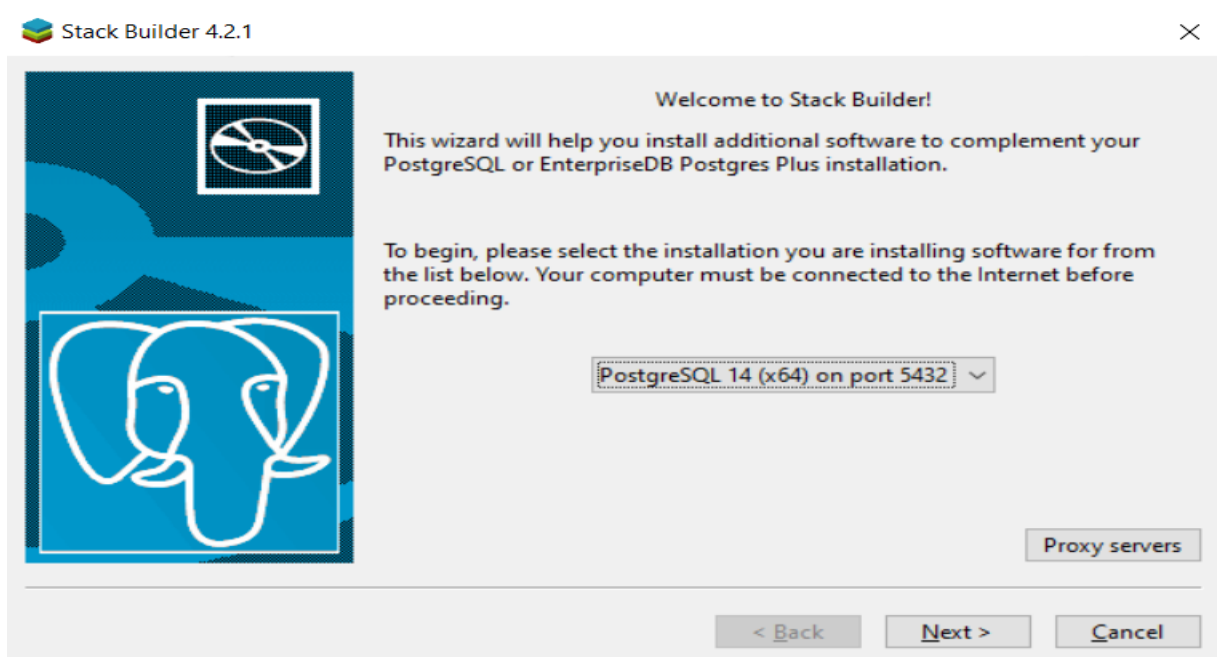 Stack Builder 4.2.1
Welcome to Stack Builder!
This wizard will help you install additional software to complement your
PostgreSQL or EnterpriseDB Postgres Plus installation.
To begin, please select the installation you are installing software for from
the list below. Your computer must be connected to the Internet before
proceeding.
PostgreSQL 14 (x64) on port 5432
Proxy servers
< Back
Next >
Cancel